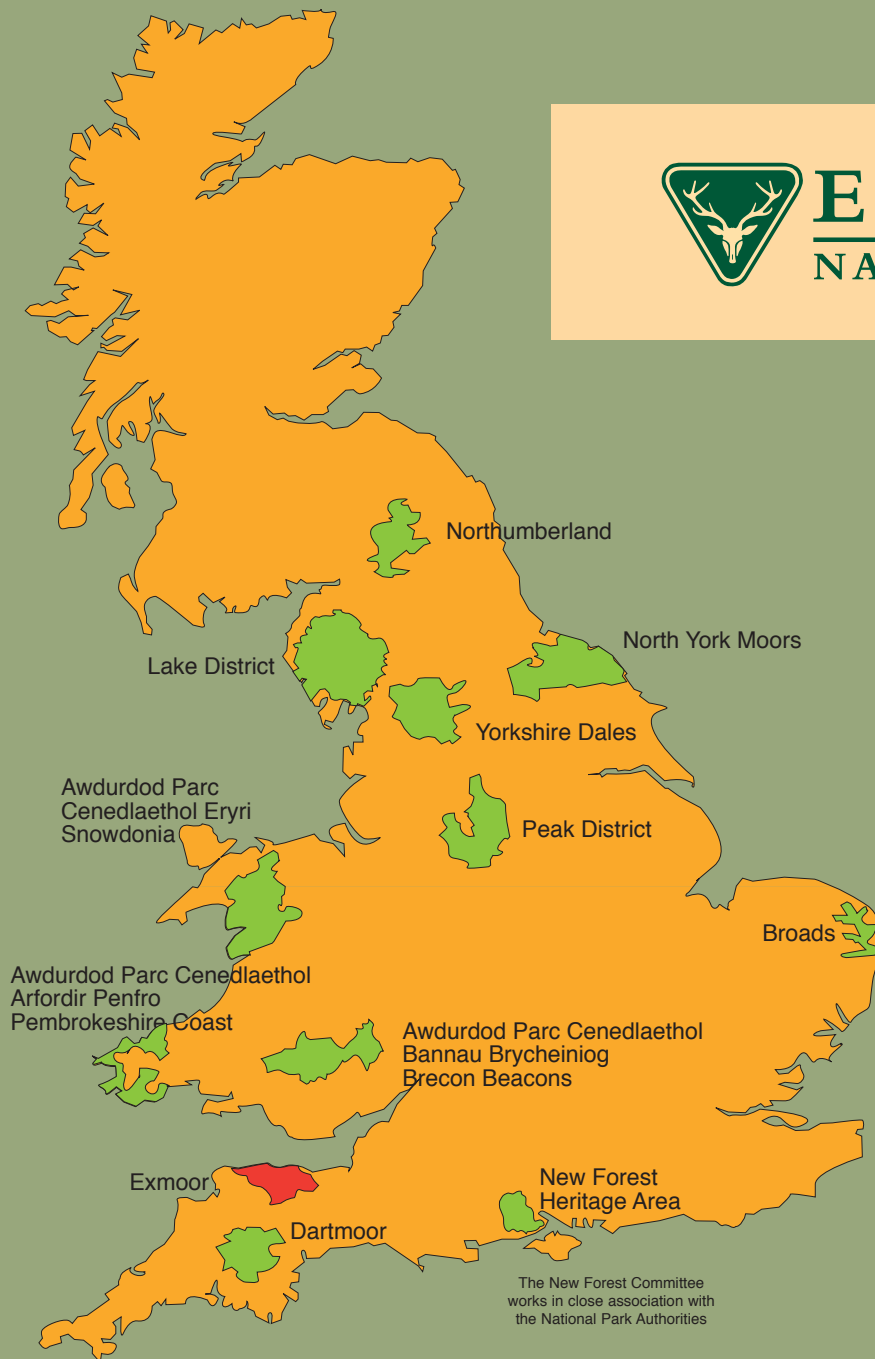 E
NA
Northumberland
North York Moors
Lake District
Yorkshire Dales
Awdurdod Parc
Cenedlaethol Eryri
Snowdonia
Peak District
Broads
Awdurdod Parc Cenedlaethol
Arfordir Penfro
Pembrokeshire Coast
Awdurdod Parc Cenedlaethol
Bannau Brycheiniog
Brecon Beacons
Exmoor
New Forest
Heritage Area
Dartmoor
The New Forest Committee
works in close association with
the National Park Authorities